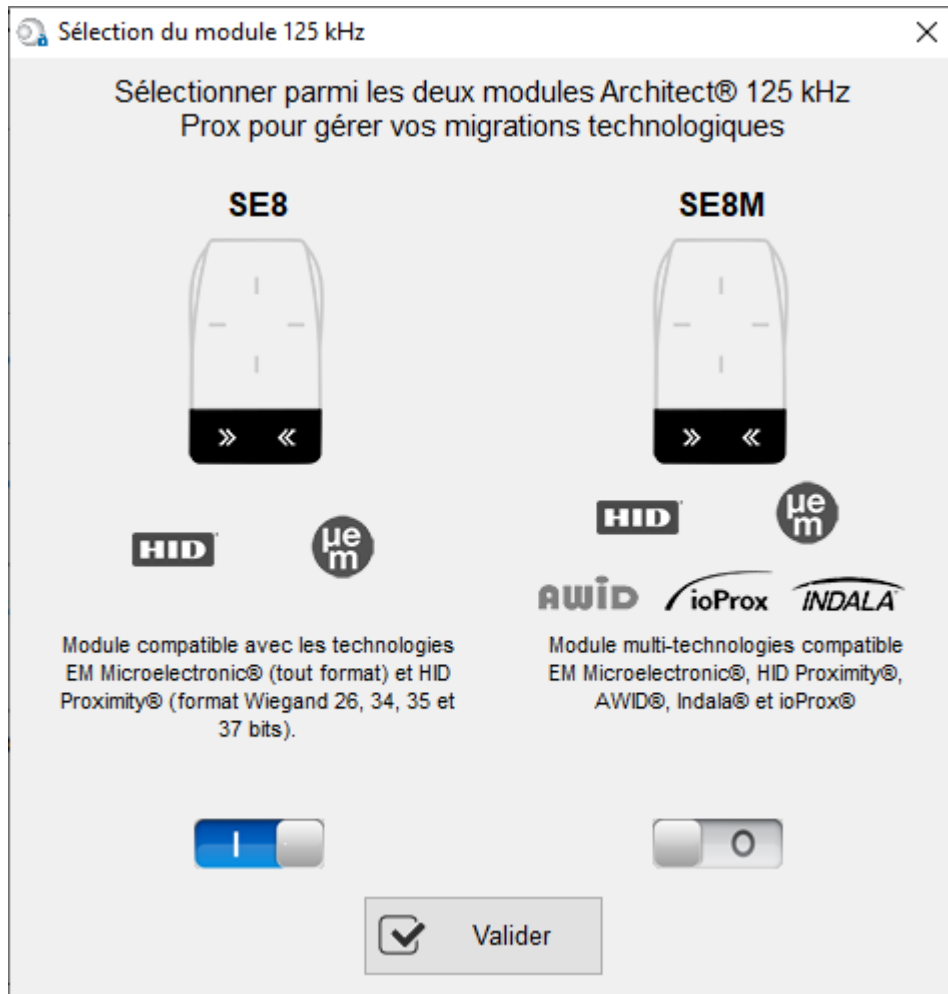 Sélection du module 125 kHz
Sélectionner parmi les deux modules Architect® 125 kHz
Prox pour gérer vos migrations technologiques
SE8
HID
µem
Module compatible avec les technologies
EM Microelectronic® (tout format) et HID
Proximity® (format Wiegand 26, 34, 35 et
37 bits).
I
SE8M
HID
µem
AWiD ioProx INDALA
Module multi-technologies compatible
EM Microelectronic®, HID Proximity®,
AWID®, Indala® et ioProx®
O
Valider